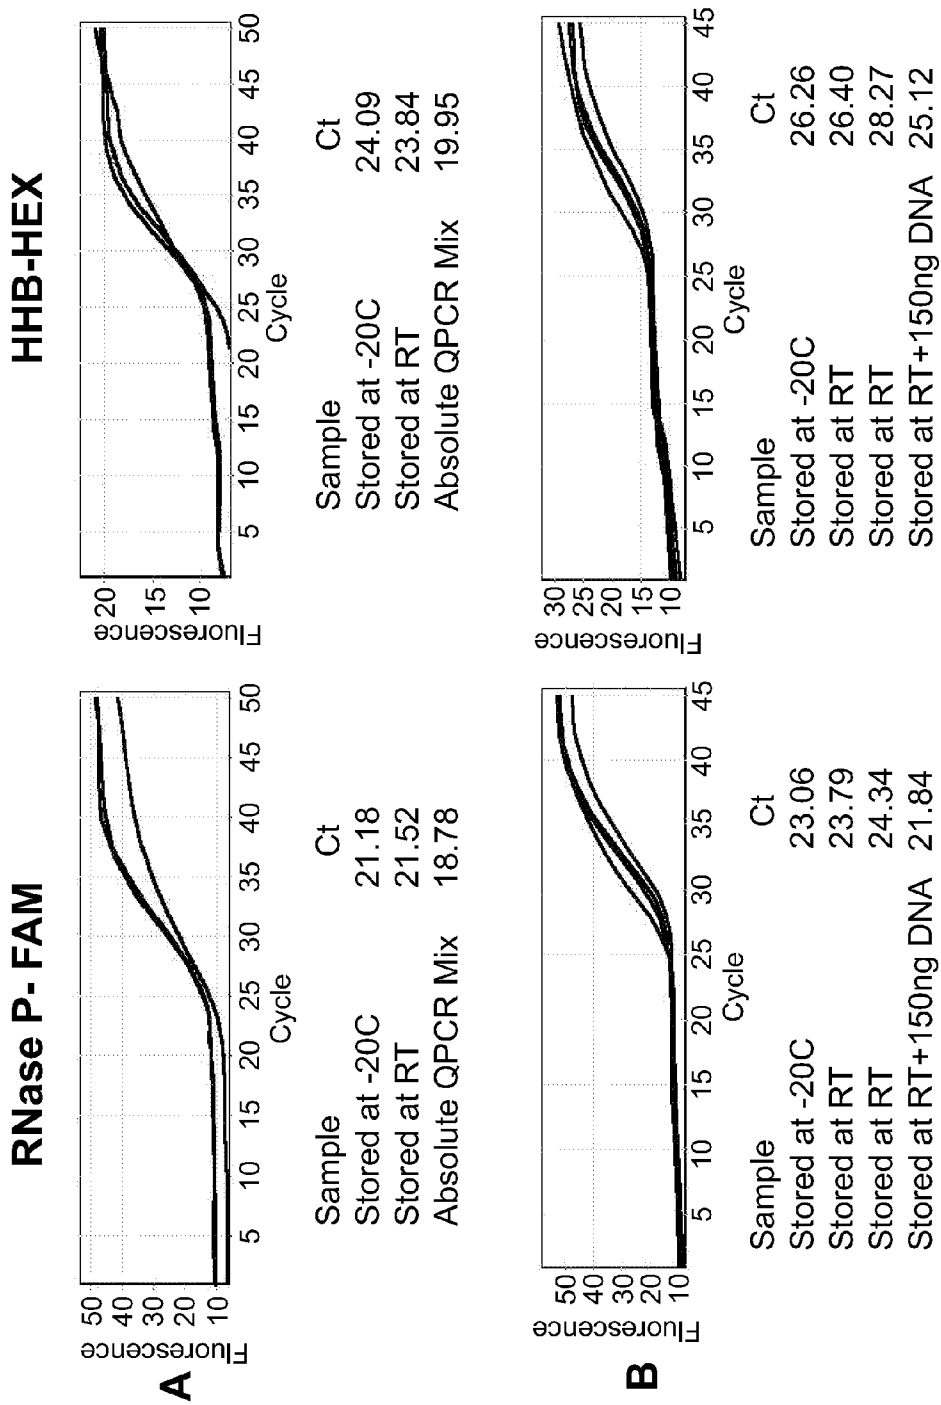 RNase P- FAM
HHB-HEX
A
Fluorescence
50
40
30
20
10
5 10 15 20 25 30 35 40 45 50
Cycle
Sample Ct
Stored at -20C 21.18
Stored at RT 21.52
Absolute QPCR Mix 18.78
Fluorescence
20
15
10
5 10 15 20 25 30 35 40 45 50
Cycle
Sample Ct
Stored at -20C 24.09
Stored at RT 23.84
Absolute QPCR Mix 19.95
B
Fluorescence
50
40
30
20
10
5 10 15 20 25 30 35 40 45
Cycle
Sample Ct
Stored at -20C 23.06
Stored at RT 23.79
Stored at RT 24.34
Stored at RT+150ng DNA 21.84
Fluorescence
30
25
20
15
10
5 10 15 20 25 30 35 40 45
Cycle
Sample Ct
Stored at -20C 26.26
Stored at RT 26.40
Stored at RT 28.27
Stored at RT+150ng DNA 25.12